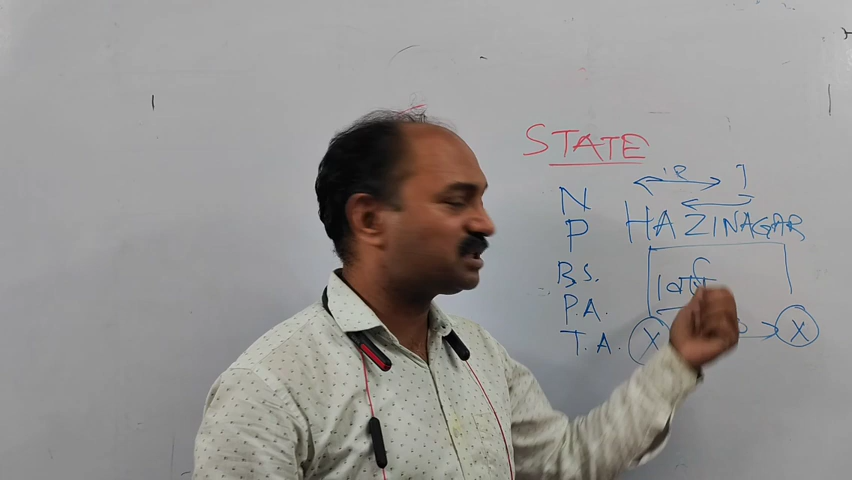 STATE
N
P
HAZINAGAR
B.S.
P.A.
T.A.
X
X